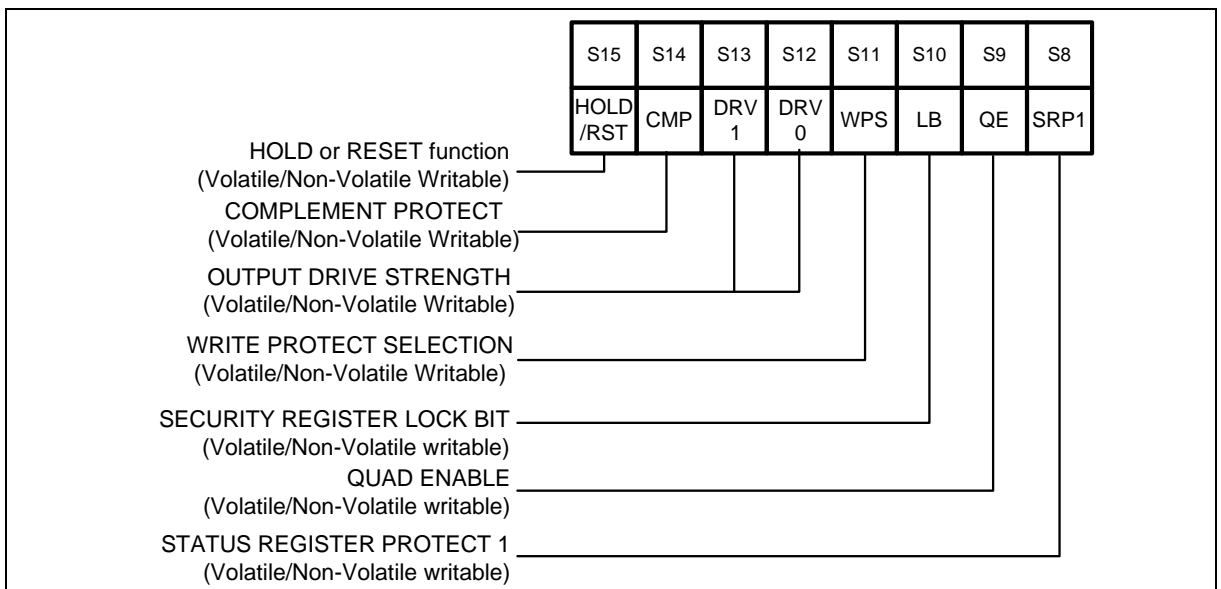 S15 S14 S13 S12 S11 S10 S9 S8
HOLD /RST CMP DRV 1 DRV 0 WPS LB QE SRP1
HOLD or RESET function
(Volatile/Non-Volatile Writable)
COMPLEMENT PROTECT
(Volatile/Non-Volatile Writable)
OUTPUT DRIVE STRENGTH
(Volatile/Non-Volatile Writable)
WRITE PROTECT SELECTION
(Volatile/Non-Volatile Writable)
SECURITY REGISTER LOCK BIT
(Volatile/Non-Volatile writable)
QUAD ENABLE
(Volatile/Non-Volatile writable)
STATUS REGISTER PROTECT 1
(Volatile/Non-Volatile writable)